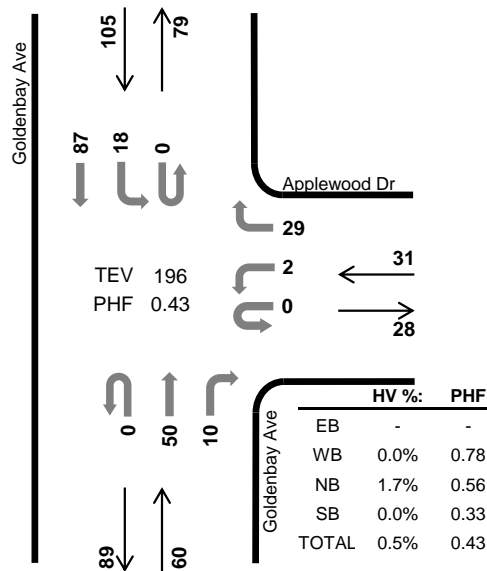 105
79
Goldenbay Ave
87
18
0
Applewood Dr
29
TEV 196
2
31
PHF 0.43
0
28
0
50
10
Goldenbay Ave
HV %: PHF
EB - -
WB 0.0% 0.78
NB 1.7% 0.56
SB 0.0% 0.33
TOTAL 0.5% 0.43
89
60